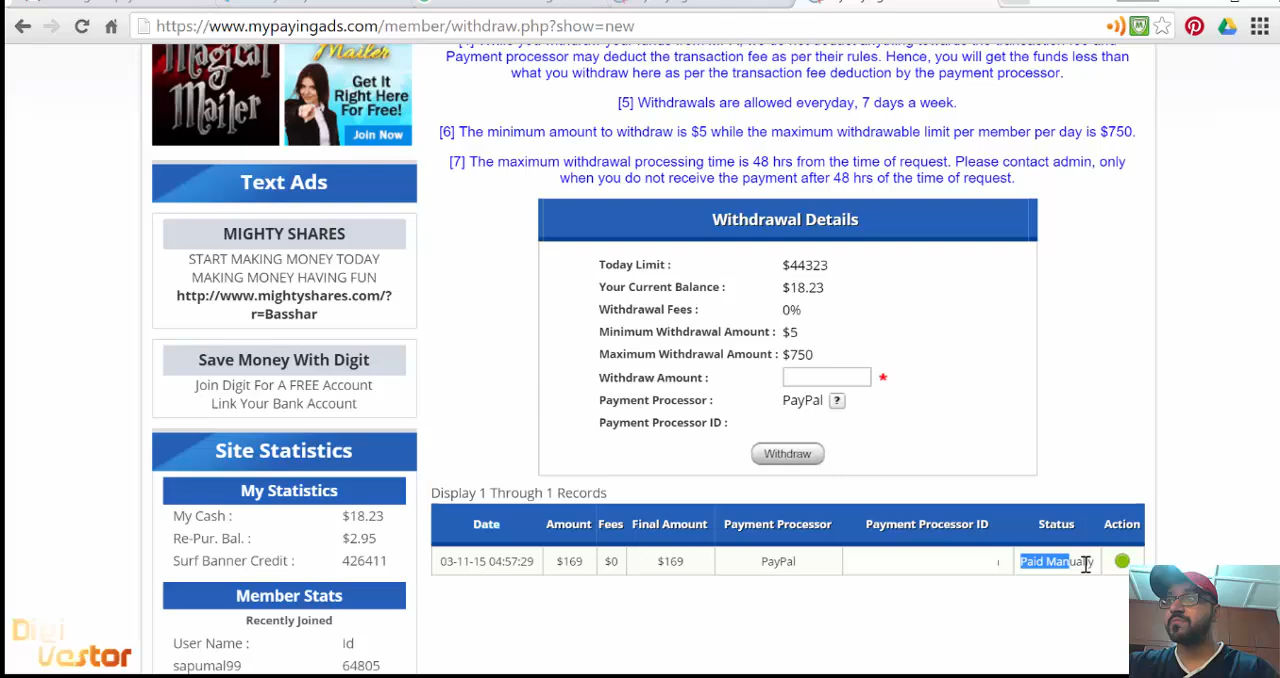 https://www.mypayingads.com/member/withdraw.php?show=new
Magical
Mailer
Mailer
Get It
Right Here
For Free!
Join Now
Payment processor may deduct the transaction fee as per their rules. Hence, you will get the funds less than
what you withdraw here as per the transaction fee deduction by the payment processor.
[5] Withdrawals are allowed everyday, 7 days a week.
[6] The minimum amount to withdraw is $5 while the maximum withdrawable limit per member per day is $750.
[7] The maximum withdrawal processing time is 48 hrs from the time of request. Please contact admin, only
when you do not receive the payment after 48 hrs of the time of request.
Text Ads
MIGHTY SHARES
START MAKING MONEY TODAY
MAKING MONEY HAVING FUN
http://www.mightyshares.com/?
r=Basshar
Save Money With Digit
Join Digit For A FREE Account
Link Your Bank Account
Site Statistics
My Statistics
My Cash : $18.23
Re-Pur. Bal. : $2.95
Surf Banner Credit : 426411
Member Stats
Recently Joined
User Name : Id
sapumal99 64805
Withdrawal Details
Today Limit : $44323
Your Current Balance : $18.23
Withdrawal Fees : 0%
Minimum Withdrawal Amount : $5
Maximum Withdrawal Amount : $750
Withdraw Amount : *
Payment Processor : PayPal ?
Payment Processor ID :
Withdraw
Display 1 Through 1 Records
Date Amount Fees Final Amount Payment Processor Payment Processor ID Status Action
03-11-15 04:57:29 $169 $0 $169 PayPal Paid Manually
Digi
Vestor